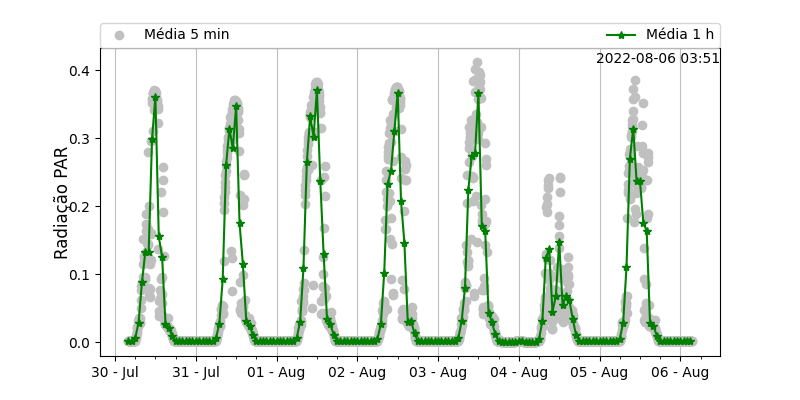 Média 5 min
Média 1 h
2022-08-06 03:51
Radiação PAR
0.4
0.3
0.2
0.1
0.0
30 - Jul
31 - Jul
01 - Aug
02 - Aug
03 - Aug
04 - Aug
05 - Aug
06 - Aug